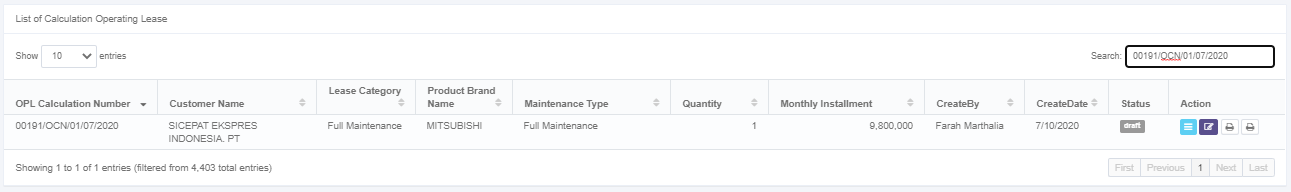 List of Calculation Operating Lease
Show 10 entries Search: 00191/OCN/01/07/2020
OPL Calculation Number Customer Name Lease Category Product Brand Name Maintenance Type Quantity Monthly Installment CreateBy CreateDate Status Action
00191/OCN/01/07/2020 SICEPAT EKSPRES INDONESIA. PT Full Maintenance MITSUBISHI Full Maintenance 1 9,800,000 Farah Marthalia 7/10/2020 draft
Showing 1 to 1 of 1 entries (filtered from 4,403 total entries) First Previous 1 Next Last